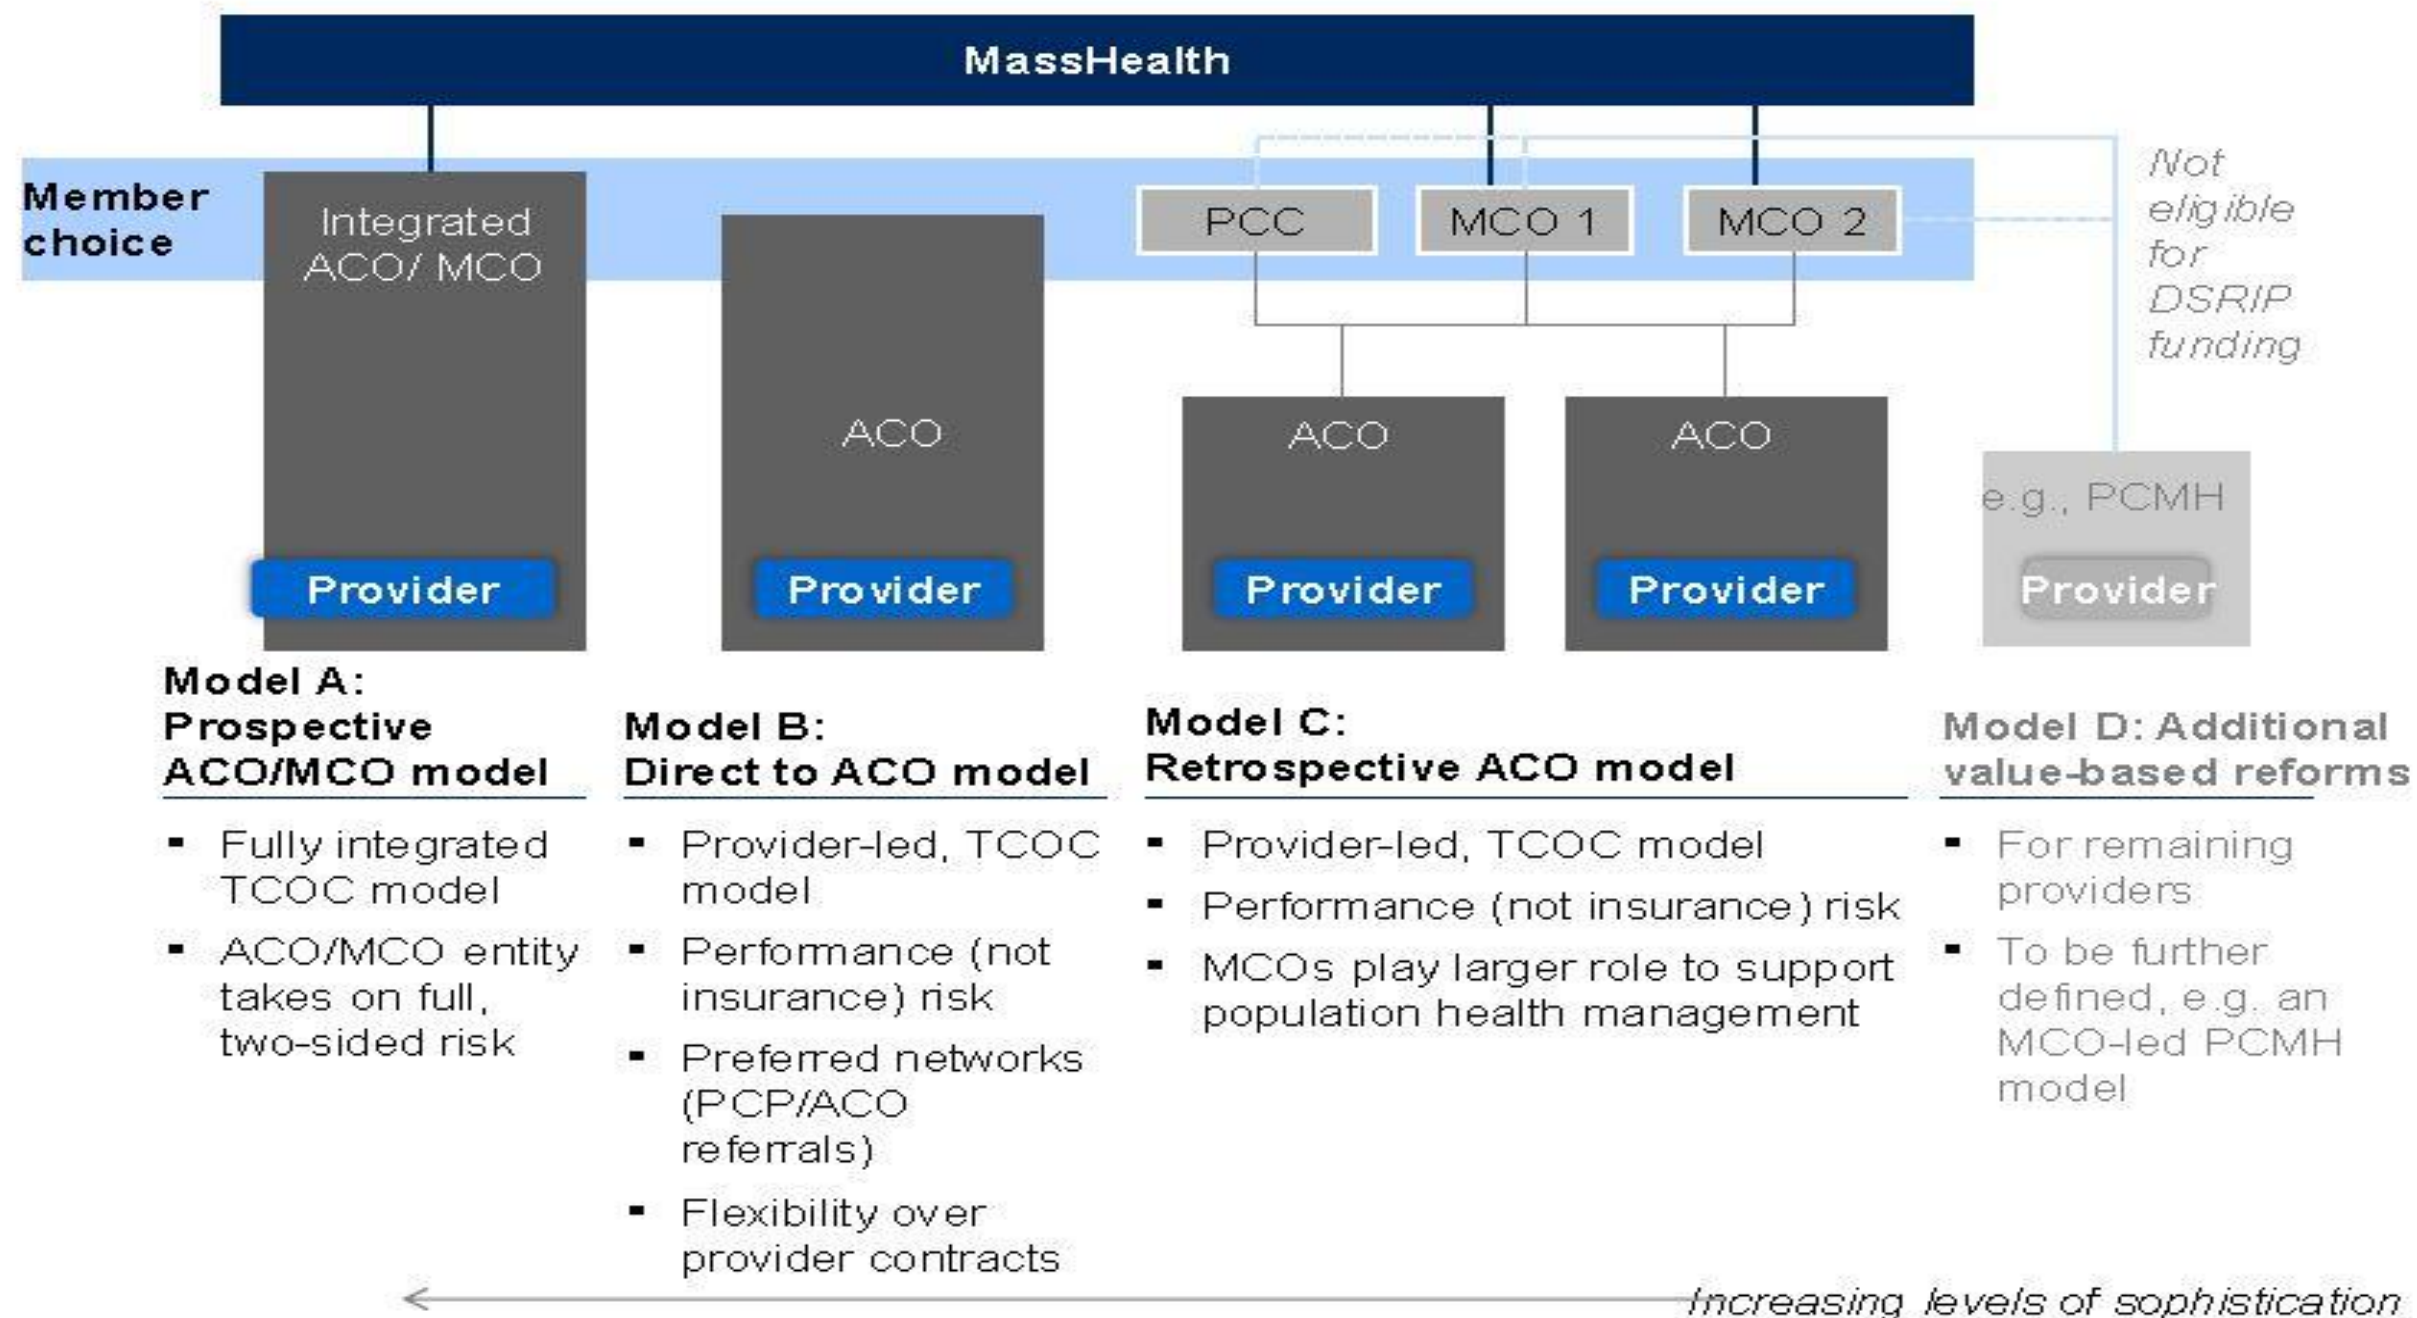 MassHealth
Member
choice
Integrated
ACO/ MCO
ACO
PCC
MCO 1
MCO 2
Not
eligible
for
DSRIP
funding
ACO
ACO
e.g., PCMH
Provider
Provider
Provider
Provider
Provider
Model A:
Prospective
ACO/MCO model
▪ Fully integrated
TCOC model
▪ ACO/MCO entity
takes on full,
two-sided risk
Model B:
Direct to ACO model
▪ Provider-led, TCOC
model
▪ Performance (not
insurance) risk
▪ Preferred networks
(PCP/ACO
referrals)
▪ Flexibility over
provider contracts
Model C:
Retrospective ACO model
▪ Provider-led, TCOC model
▪ Performance (not insurance) risk
▪ MCOs play larger role to support
population health management
Model D: Additional
value-based reforms
▪ For remaining
providers
▪ To be further
defined, e.g. an
MCO-led PCMH
model
Increasing levels of sophistication